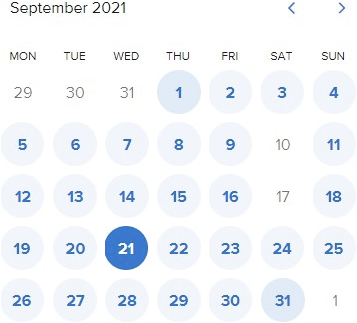 September 2021
MON TUE WED THU FRI SAT SUN
29 30 31 1 2 3 4
5 6 7 8 9 10 11
12 13 14 15 16 17 18
19 20 21 22 23 24 25
26 27 28 29 30 31 1